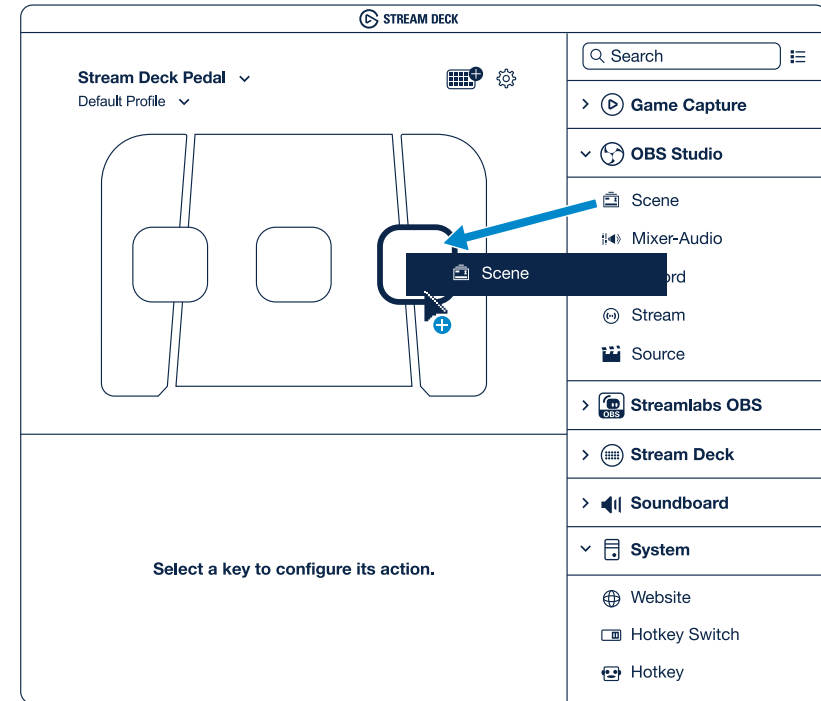 STREAM DECK
Stream Deck Pedal
Default Profile
Scene
Select a key to configure its action.
Search
Game Capture
OBS Studio
Scene
Mixer-Audio
Stream
Source
OBS
Streamlabs OBS
Stream Deck
Soundboard
System
Website
Hotkey Switch
Hotkey